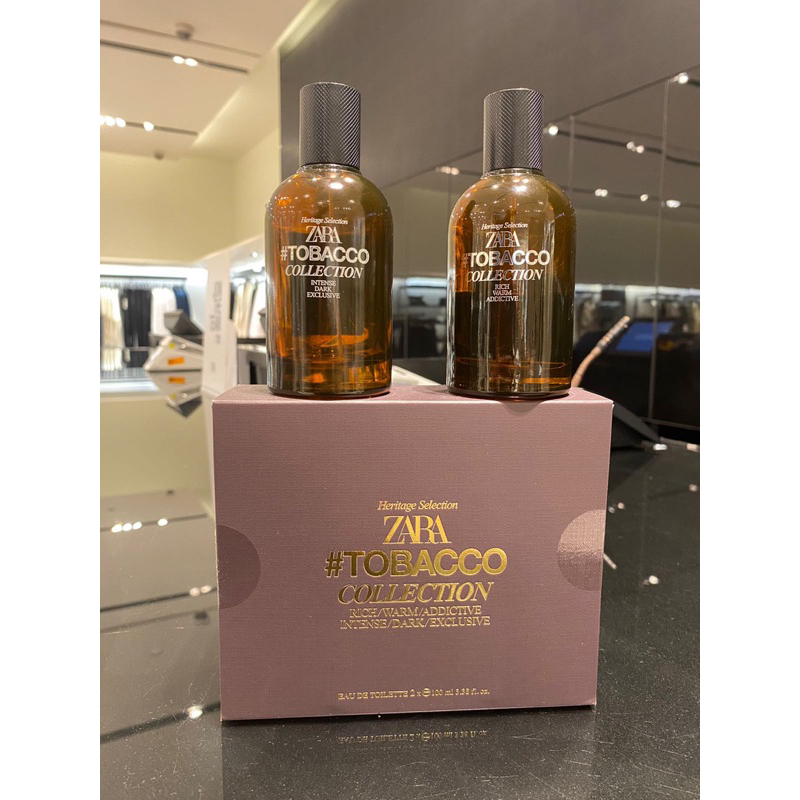 Heritage Selection
ZARA
#TOBACCO
COLLECTION
INTENSE
DARK
EXCLUSIVE
Heritage Selection
ZARA
#TOBACCO
COLLECTION
RICH
WARM
ADDICTIVE
Heritage Selection
ZARA
#TOBACCO
COLLECTION
RICH/WARM/ADDICTIVE
INTENSE/DARK/EXCLUSIVE
EAU DE TOILETTE 2 x ℮100 ml 3.38 fl. oz.